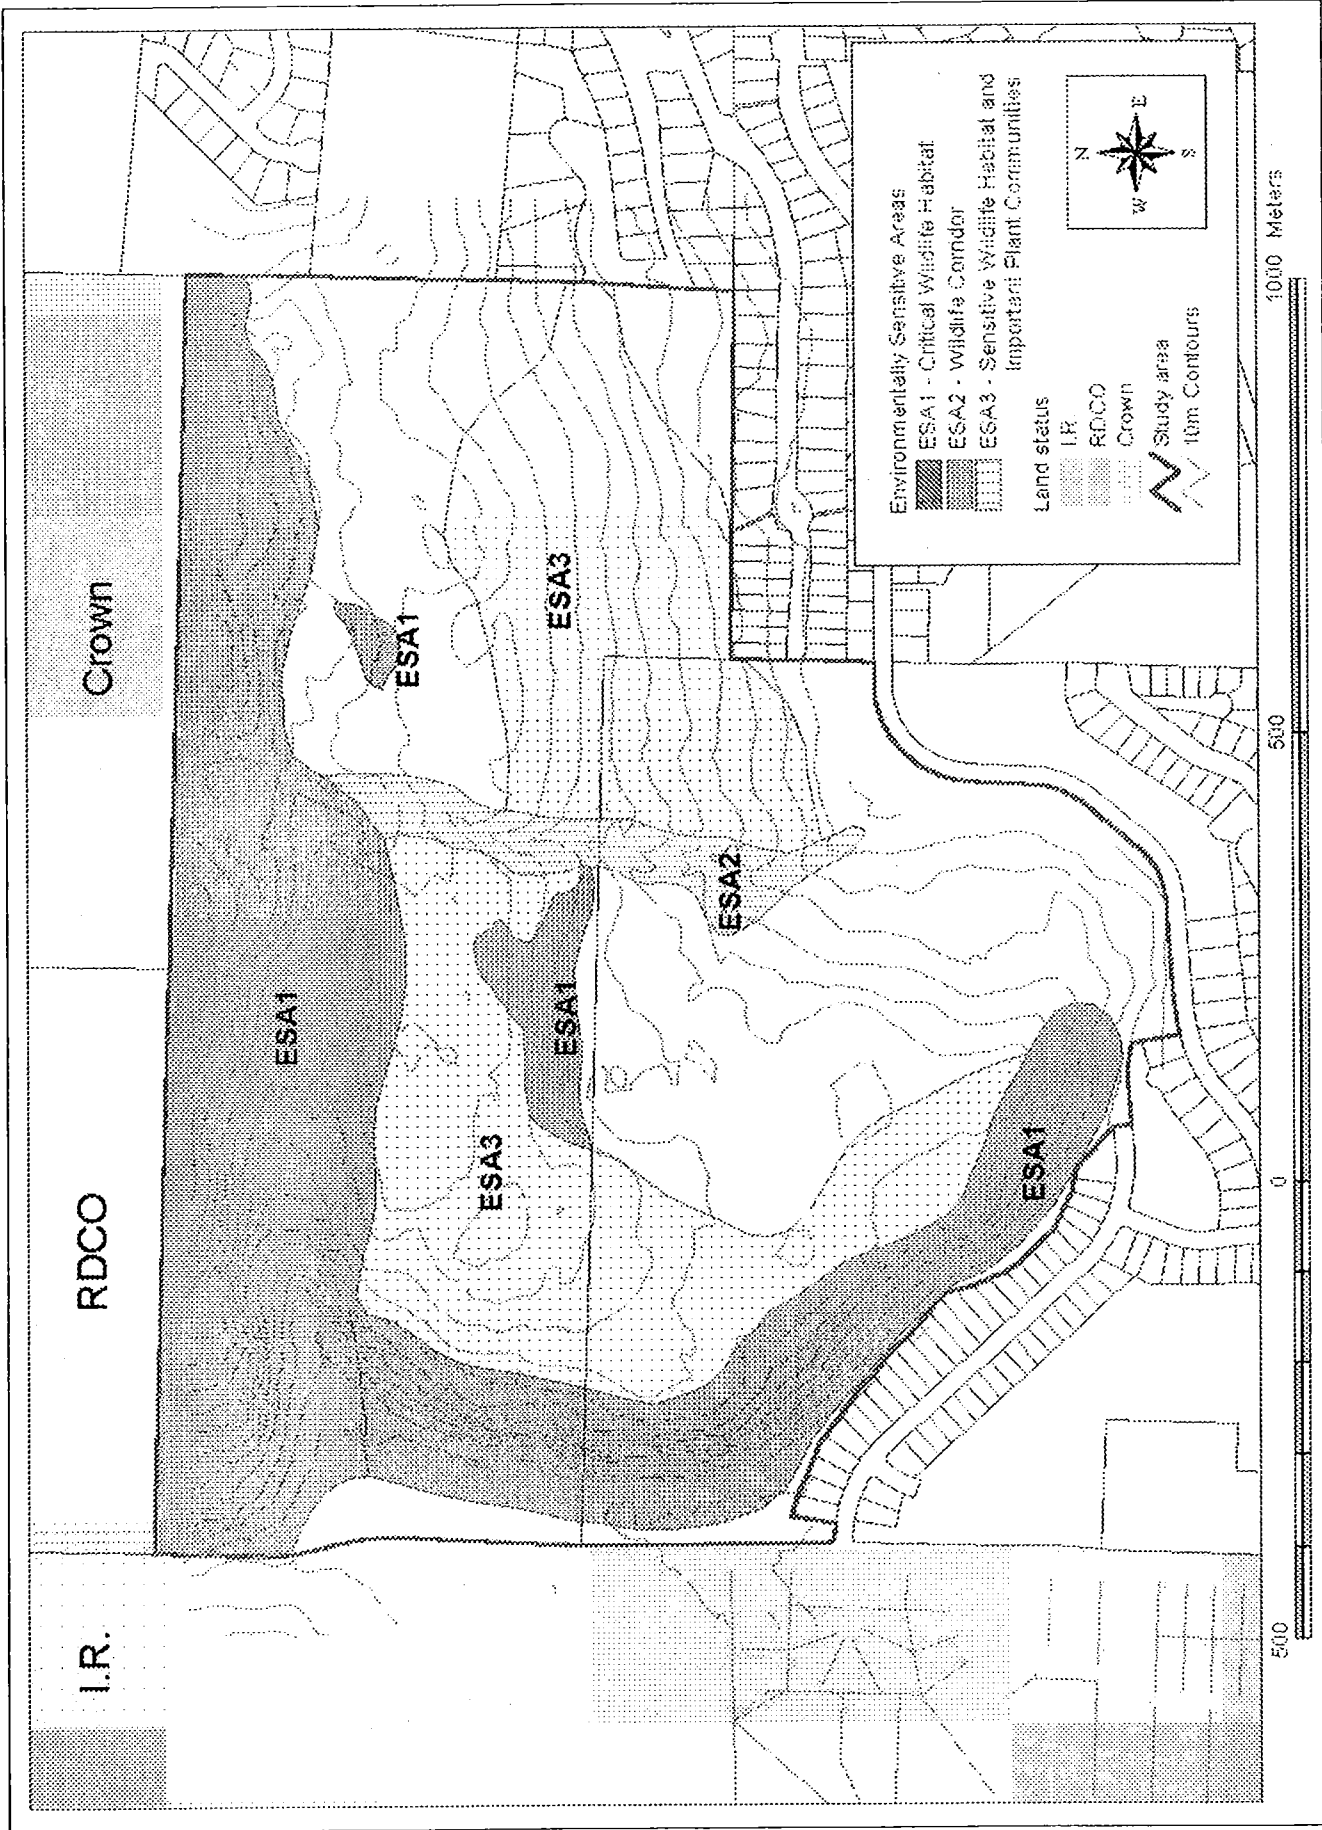 I.R.
RDCO
Crown
ESA1
ESA1
ESA3
ESA1
ESA3
ESA2
ESA1
Environmentally Sensitive Areas
ESA1 - Critical Wildlife Habitat
ESA2 - Wildlife Corridor
ESA3 - Sensitive Wildlife Habitat and
Important Plant Communities
Land status
I.R.
RDCO
Crown
Study area
10m Contours
N
W
E
S
500
0
500
1000 Meters